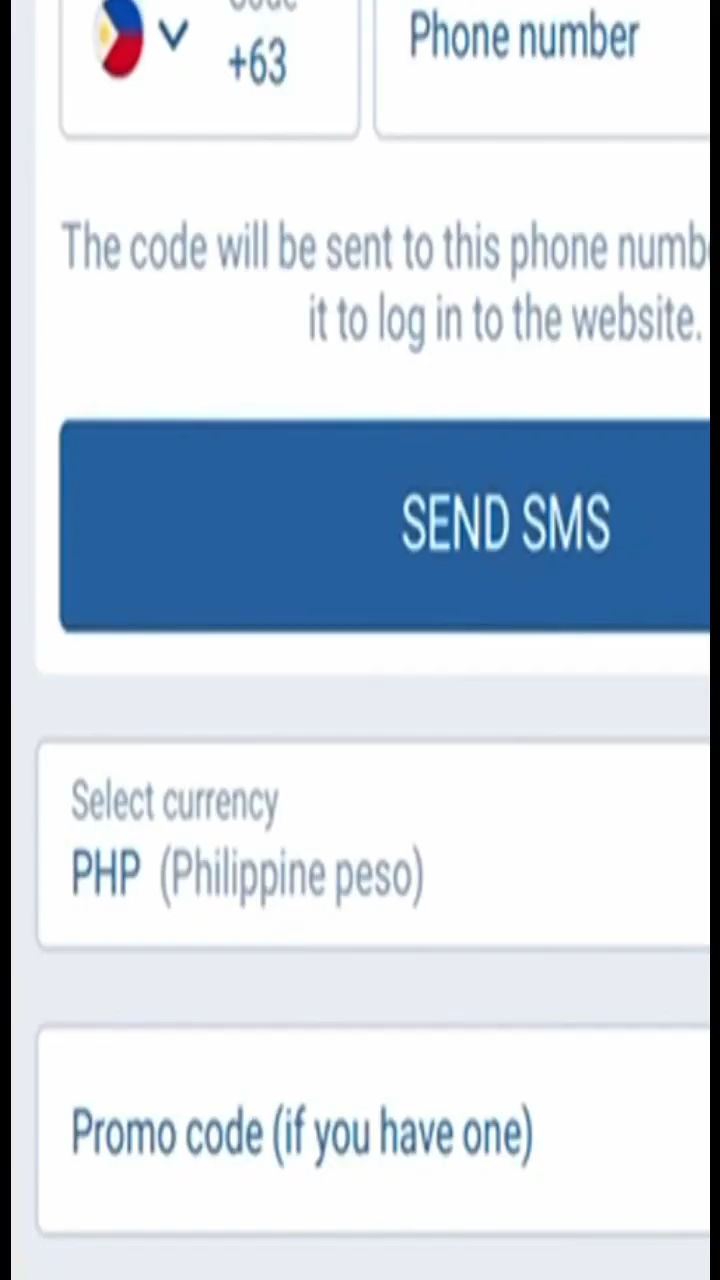 Code
+63
Phone number
The code will be sent to this phone numb
it to log in to the website.
SEND SMS
Select currency
PHP (Philippine peso)
Promo code (if you have one)